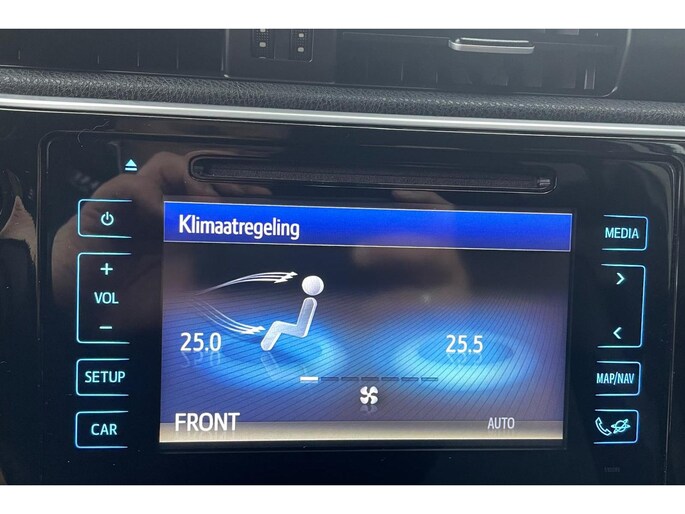 Klimaatregeling
MEDIA
+
VOL
−
25.0
25.5
SETUP
MAP/NAV
FRONT
AUTO
CAR